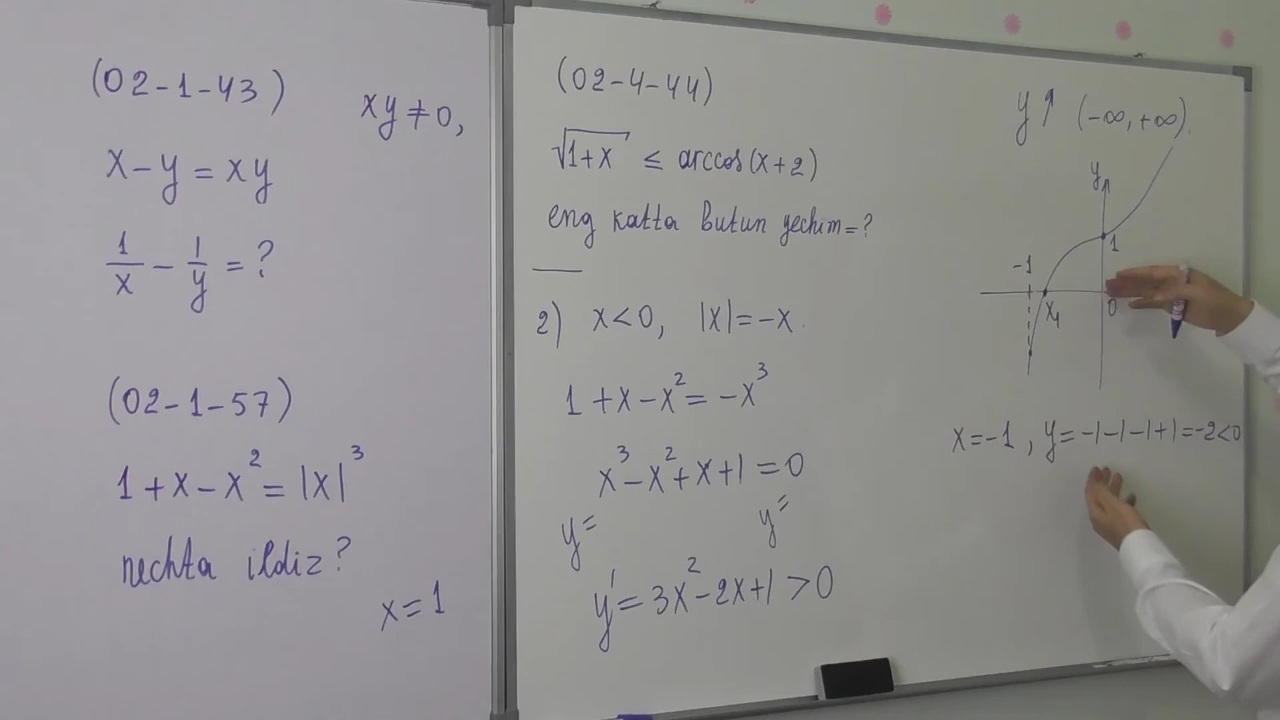 (02-1-43)
xy≠0,
x-y=xy
1/x - 1/y = ?
(02-1-57)
1+x-x²=|x|³
nechta ildiz?
x=1
(02-4-44)
√(1+x) ≤ arccos(x+2)
eng katta butun yechim=?
2) x<0, |x|=-x.
1+x-x²=-x³
x³-x²+x+1=0
y= y=
y'=3x²-2x+1>0
y↑ (-∞,+∞).
y
1
-1
x₁ 0
x=-1, y=-1-1-1+1=-2<0